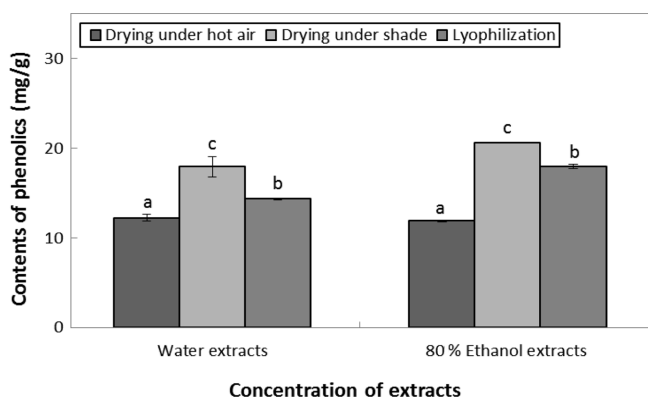 Drying under hot air Drying under shade Lyophilization
Contents of phenolics (mg/g)
30
20
10
0
a
c
b
a
c
b
Water extracts
80 % Ethanol extracts
Concentration of extracts